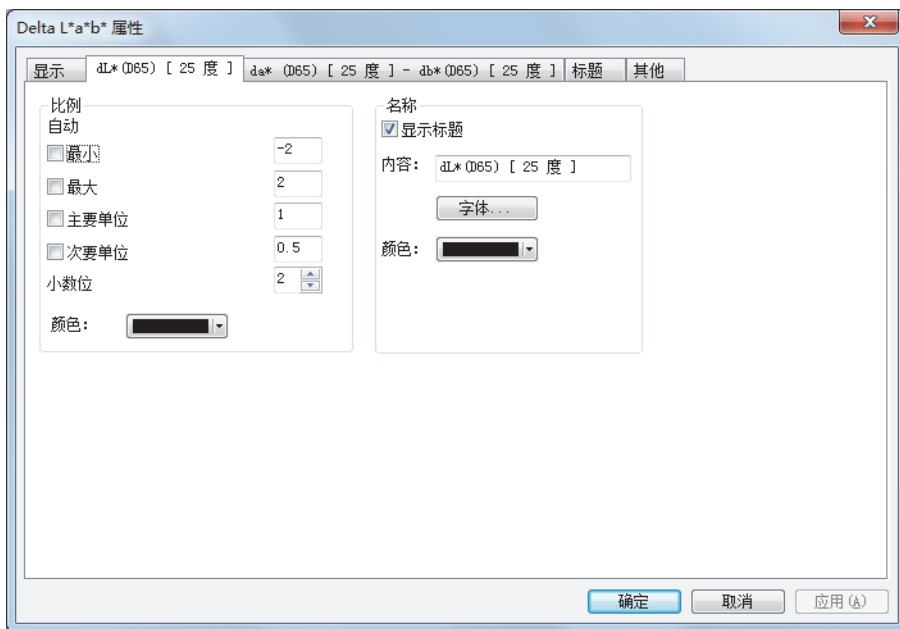 Delta L*a*b* 属性
显示 dL*(D65) [ 25 度 ] da* (D65) [ 25 度 ] - db*(D65) [ 25 度 ] 标题 其他
比例
自动
最小 -2
最大 2
主要单位 1
次要单位 0.5
小数位 2
颜色:
名称
显示标题
内容: dL*(D65) [ 25 度 ]
字体...
颜色:
确定 取消 应用(A)